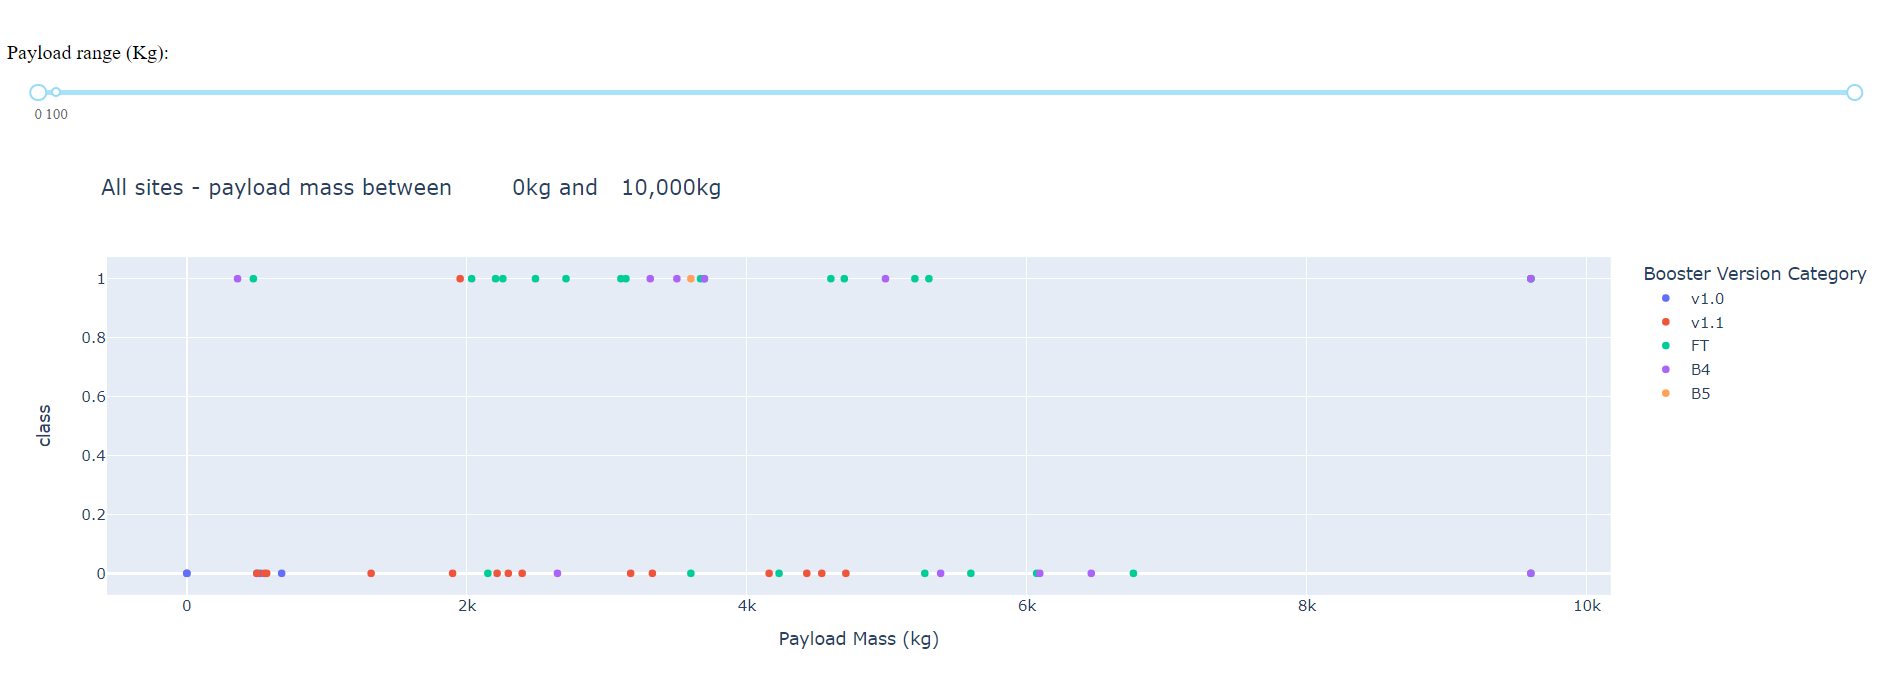 Payload range (Kg):
0 100
All sites - payload mass between 0kg and 10,000kg
1
0.8
0.6
0.4
0.2
0
class
0 2k 4k 6k 8k 10k
Payload Mass (kg)
Booster Version Category
v1.0
v1.1
FT
B4
B5